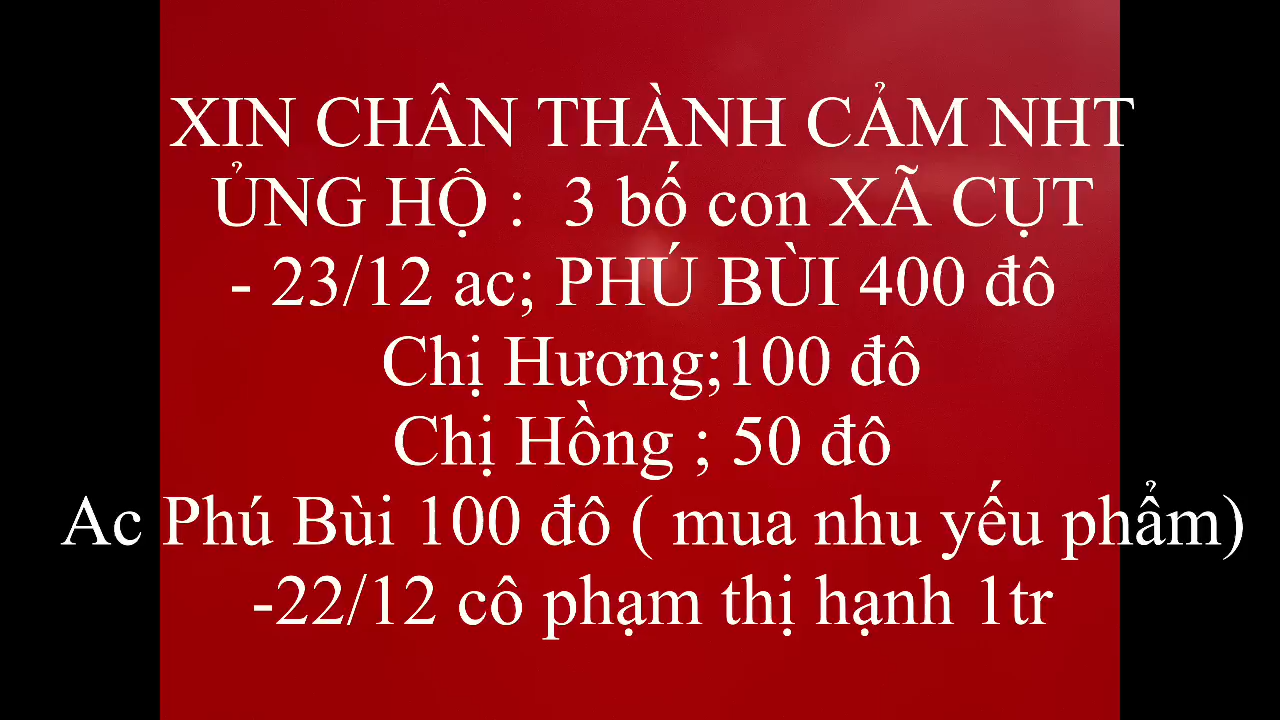 XIN CHÂN THÀNH CẢM NHT
ỦNG HỘ : 3 bố con XÃ CỤT
- 23/12 ac; PHÚ BÙI 400 đô
Chị Hương;100 đô
Chị Hồng ; 50 đô
Ac Phú Bùi 100 đô ( mua nhu yếu phẩm)
-22/12 cô phạm thị hạnh 1tr